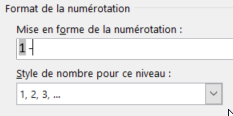 Format de la numérotation
Mise en forme de la numérotation :
1 -
Style de nombre pour ce niveau :
1, 2, 3, ...